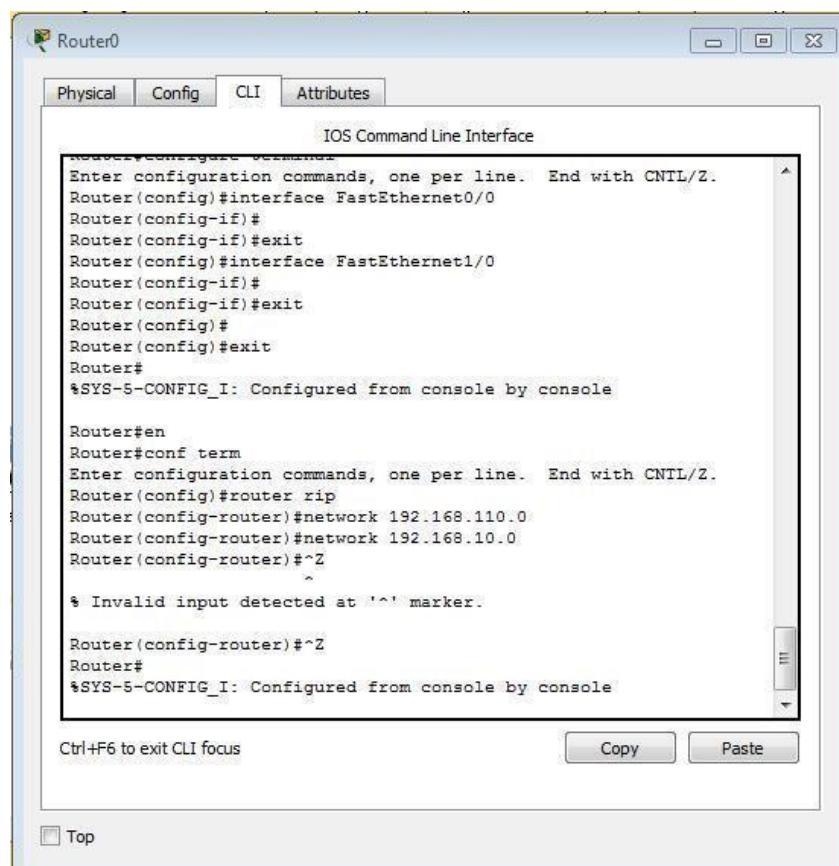 Router0
Physical Config CLI Attributes
IOS Command Line Interface
Router#configure terminal
Enter configuration commands, one per line.  End with CNTL/Z.
Router(config)#interface FastEthernet0/0
Router(config-if)#
Router(config-if)#exit
Router(config)#interface FastEthernet1/0
Router(config-if)#
Router(config-if)#exit
Router(config)#
Router(config)#exit
Router#
%SYS-5-CONFIG_I: Configured from console by console
Router#en
Router#conf term
Enter configuration commands, one per line.  End with CNTL/Z.
Router(config)#router rip
Router(config-router)#network 192.168.110.0
Router(config-router)#network 192.168.10.0
Router(config-router)#^Z
^
% Invalid input detected at '^' marker.
Router(config-router)#^Z
Router#
%SYS-5-CONFIG_I: Configured from console by console
Ctrl+F6 to exit CLI focus
Copy Paste
Top